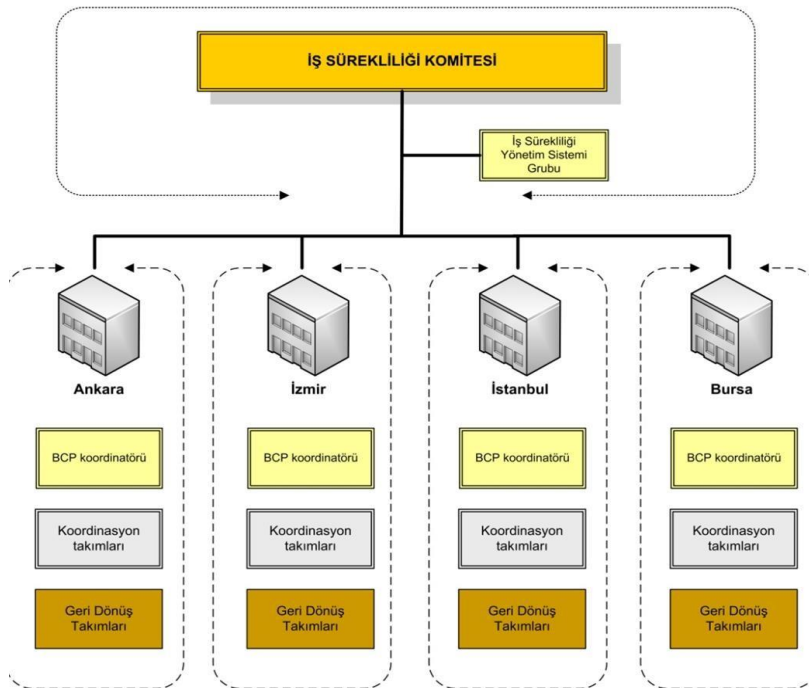 İŞ SÜREKLİLİĞİ KOMİTESİ
İş Sürekliliği
Yönetim Sistemi
Grubu
Ankara
İzmir
İstanbul
Bursa
BCP koordinatörü
BCP koordinatörü
BCP koordinatörü
BCP koordinatörü
Koordinasyon
takımları
Koordinasyon
takımları
Koordinasyon
takımları
Koordinasyon
takımları
Geri Dönüş
Takımları
Geri Dönüş
Takımları
Geri Dönüş
Takımları
Geri Dönüş
Takımları